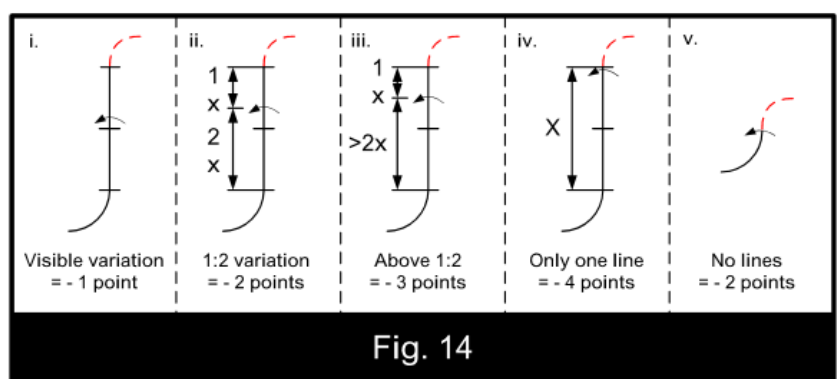 i.
ii.
iii.
iv.
v.
1
x
2
x
1
x
>2x
X
Visible variation
= - 1 point
1:2 variation
= - 2 points
Above 1:2
= - 3 points
Only one line
= - 4 points
No lines
= - 2 points
Fig. 14